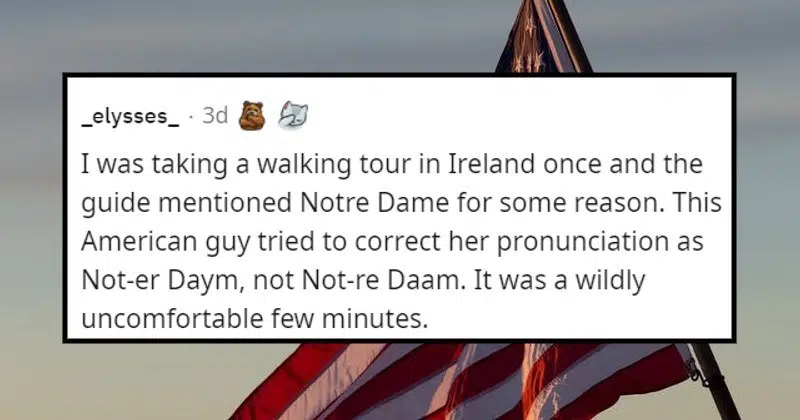 _elysses_ · 3d
I was taking a walking tour in Ireland once and the
guide mentioned Notre Dame for some reason. This
American guy tried to correct her pronunciation as
Not-er Daym, not Not-re Daam. It was a wildly
uncomfortable few minutes.